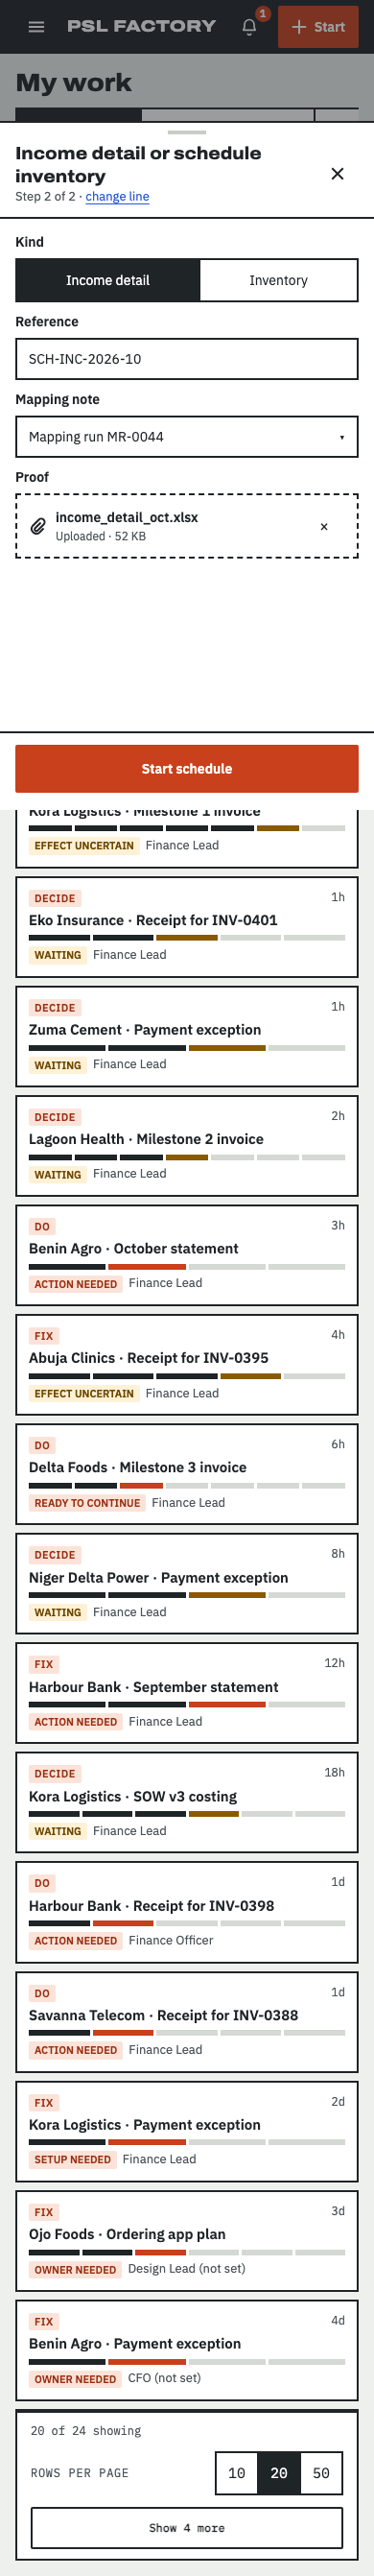 PSL FACTORY
1
Start
My work
Income detail or schedule
inventory
Step 2 of 2 · change line
Kind
Income detail
Inventory
Reference
SCH-INC-2026-10
Mapping note
Mapping run MR-0044
Proof
income_detail_oct.xlsx
Uploaded · 52 KB
Start schedule
Kora Logistics · Milestone 1 invoice
EFFECT UNCERTAIN Finance Lead
DECIDE 1h
Eko Insurance · Receipt for INV-0401
WAITING Finance Lead
DECIDE 1h
Zuma Cement · Payment exception
WAITING Finance Lead
DECIDE 2h
Lagoon Health · Milestone 2 invoice
WAITING Finance Lead
DO 3h
Benin Agro · October statement
ACTION NEEDED Finance Lead
FIX 4h
Abuja Clinics · Receipt for INV-0395
EFFECT UNCERTAIN Finance Lead
DO 6h
Delta Foods · Milestone 3 invoice
READY TO CONTINUE Finance Lead
DECIDE 8h
Niger Delta Power · Payment exception
WAITING Finance Lead
FIX 12h
Harbour Bank · September statement
ACTION NEEDED Finance Lead
DECIDE 18h
Kora Logistics · SOW v3 costing
WAITING Finance Lead
DO 1d
Harbour Bank · Receipt for INV-0398
ACTION NEEDED Finance Officer
DO 1d
Savanna Telecom · Receipt for INV-0388
ACTION NEEDED Finance Lead
FIX 2d
Kora Logistics · Payment exception
SETUP NEEDED Finance Lead
FIX 3d
Ojo Foods · Ordering app plan
OWNER NEEDED Design Lead (not set)
FIX 4d
Benin Agro · Payment exception
OWNER NEEDED CFO (not set)
20 of 24 showing
ROWS PER PAGE 10 20 50
Show 4 more